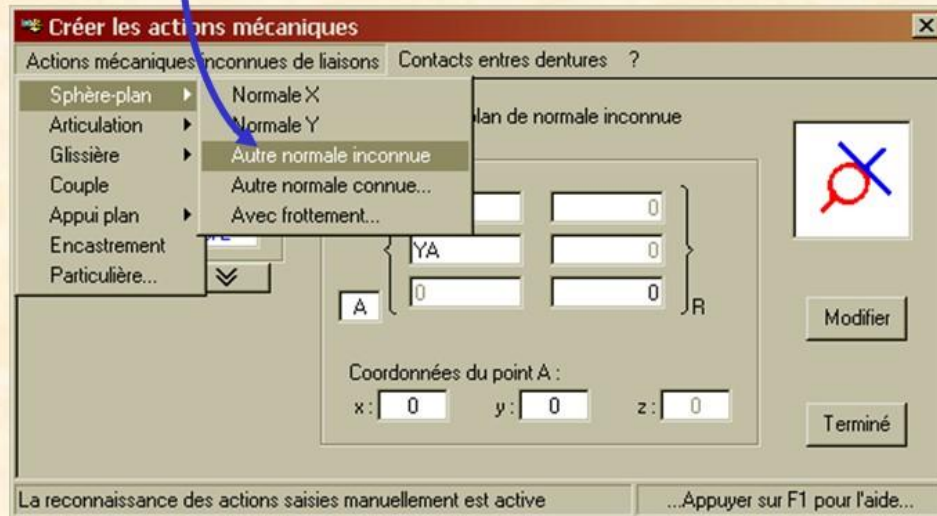 Créer les actions mécaniques
Actions mécaniques inconnues de liaisons Contacts entres dentures ?
Sphère-plan
Articulation
Glissière
Couple
Appui plan
Encastrement
Particulière...
Normale X
Normale Y
Autre normale inconnue
Autre normale connue...
Avec frottement...
plan de normale inconnue
0
YA 0
A 0 0 R
Coordonnées du point A :
x : 0 y : 0 z : 0
Modifier
Terminé
La reconnaissance des actions saisies manuellement est active ...Appuyer sur F1 pour l'aide...